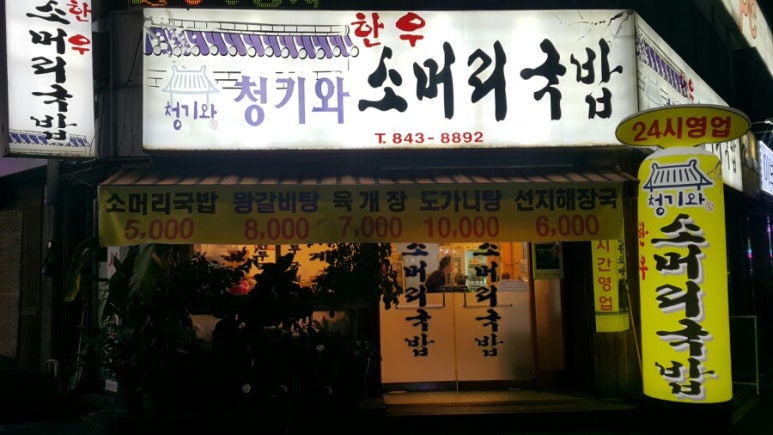 한우
소머리국밥
한우
청기와
청기와 소머리국밥
T. 843-8892
24시영업
소머리국밥 왕갈비탕 육개장 도가니탕 선지해장국
5,000 8,000 7,000 10,000 6,000
청기와
한우
소머리국밥
소머리국밥
소머리국밥
시간영업